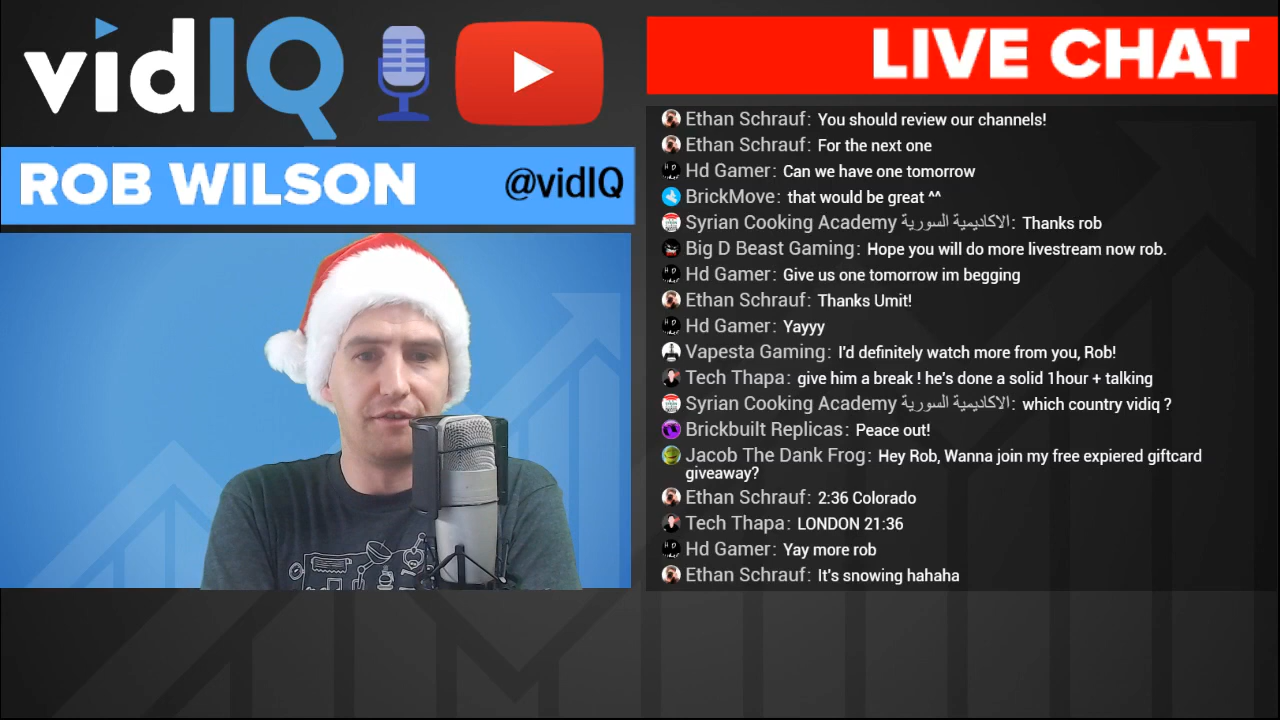 vidIQ
ROB WILSON
@vidIQ
LIVE CHAT
Ethan Schrauf: You should review our channels!
Ethan Schrauf: For the next one
Hd Gamer: Can we have one tomorrow
BrickMove: that would be great ^^
Syrian Cooking Academy الاكاديمية السورية: Thanks rob
Big D Beast Gaming: Hope you will do more livestream now rob.
Hd Gamer: Give us one tomorrow im begging
Ethan Schrauf: Thanks Umit!
Hd Gamer: Yayyy
Vapesta Gaming: I'd definitely watch more from you, Rob!
Tech Thapa: give him a break ! he's done a solid 1hour + talking
Syrian Cooking Academy الاكاديمية السورية: which country vidiq ?
Brickbuilt Replicas: Peace out!
Jacob The Dank Frog: Hey Rob, Wanna join my free expiered giftcard
giveaway?
Ethan Schrauf: 2:36 Colorado
Tech Thapa: LONDON 21:36
Hd Gamer: Yay more rob
Ethan Schrauf: It's snowing hahaha